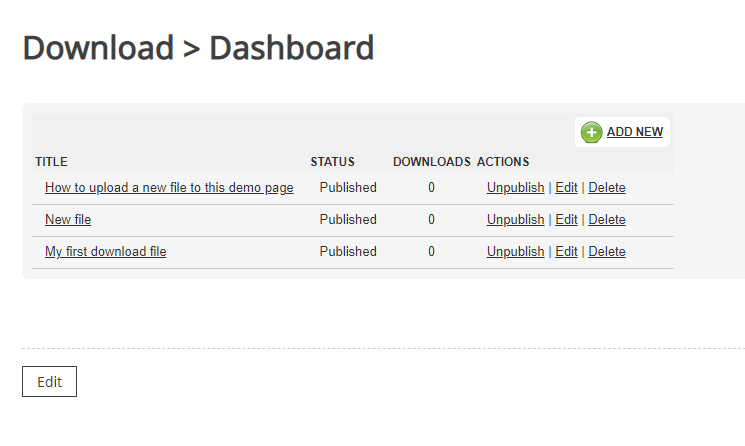 Download > Dashboard
ADD NEW
TITLE STATUS DOWNLOADS ACTIONS
How to upload a new file to this demo page Published 0 Unpublish | Edit | Delete
New file Published 0 Unpublish | Edit | Delete
My first download file Published 0 Unpublish | Edit | Delete
Edit